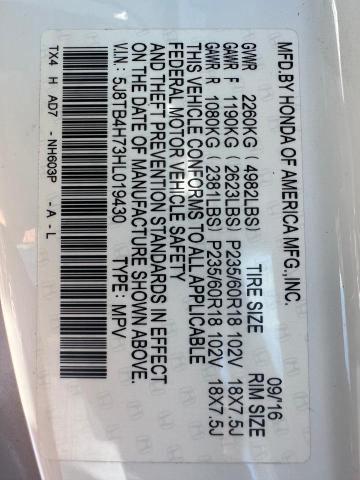 MFD.BY HONDA OF AMERICA MFG.,INC. 09/16
GVWR 2260KG ( 4982LBS) TIRE SIZE RIM SIZE
GAWR F 1190KG (2623LBS) P235/60R18 102V 18X7.5J
GAWR R 1080KG (2381LBS) P235/60R18 102V 18X7.5J
THIS VEHICLE CONFORMS TO ALL APPLICABLE
FEDERAL MOTOR VEHICLE SAFETY
AND THEFT PREVENTION STANDARDS IN EFFECT
ON THE DATE OF MANUFACTURE SHOWN ABOVE.
V.I.N: 5J8TB4H73HL019430 TYPE: MPV
TX4 H AD7 - NH603P - A - L